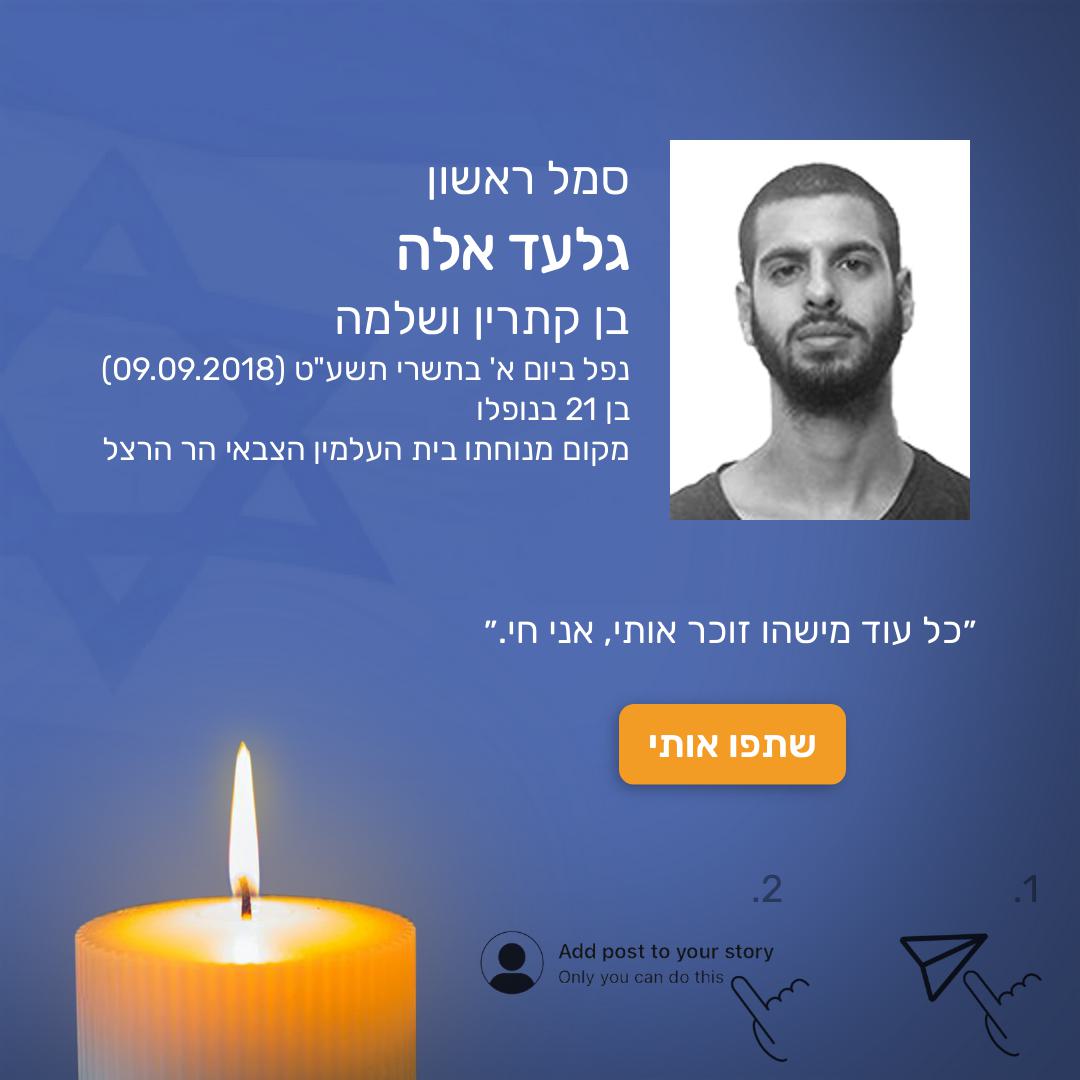 סמל ראשון
גלעד אלה
בן קתרין ושלמה
נפל ביום א' בתשרי תשע"ט (09.09.2018)
בן 21 בנופלו
מקום מנוחתו בית העלמין הצבאי הר הרצל
״כל עוד מישהו זוכר אותי, אני חי.״
שתפו אותי
1.
2.
Add post to your story
Only you can do this